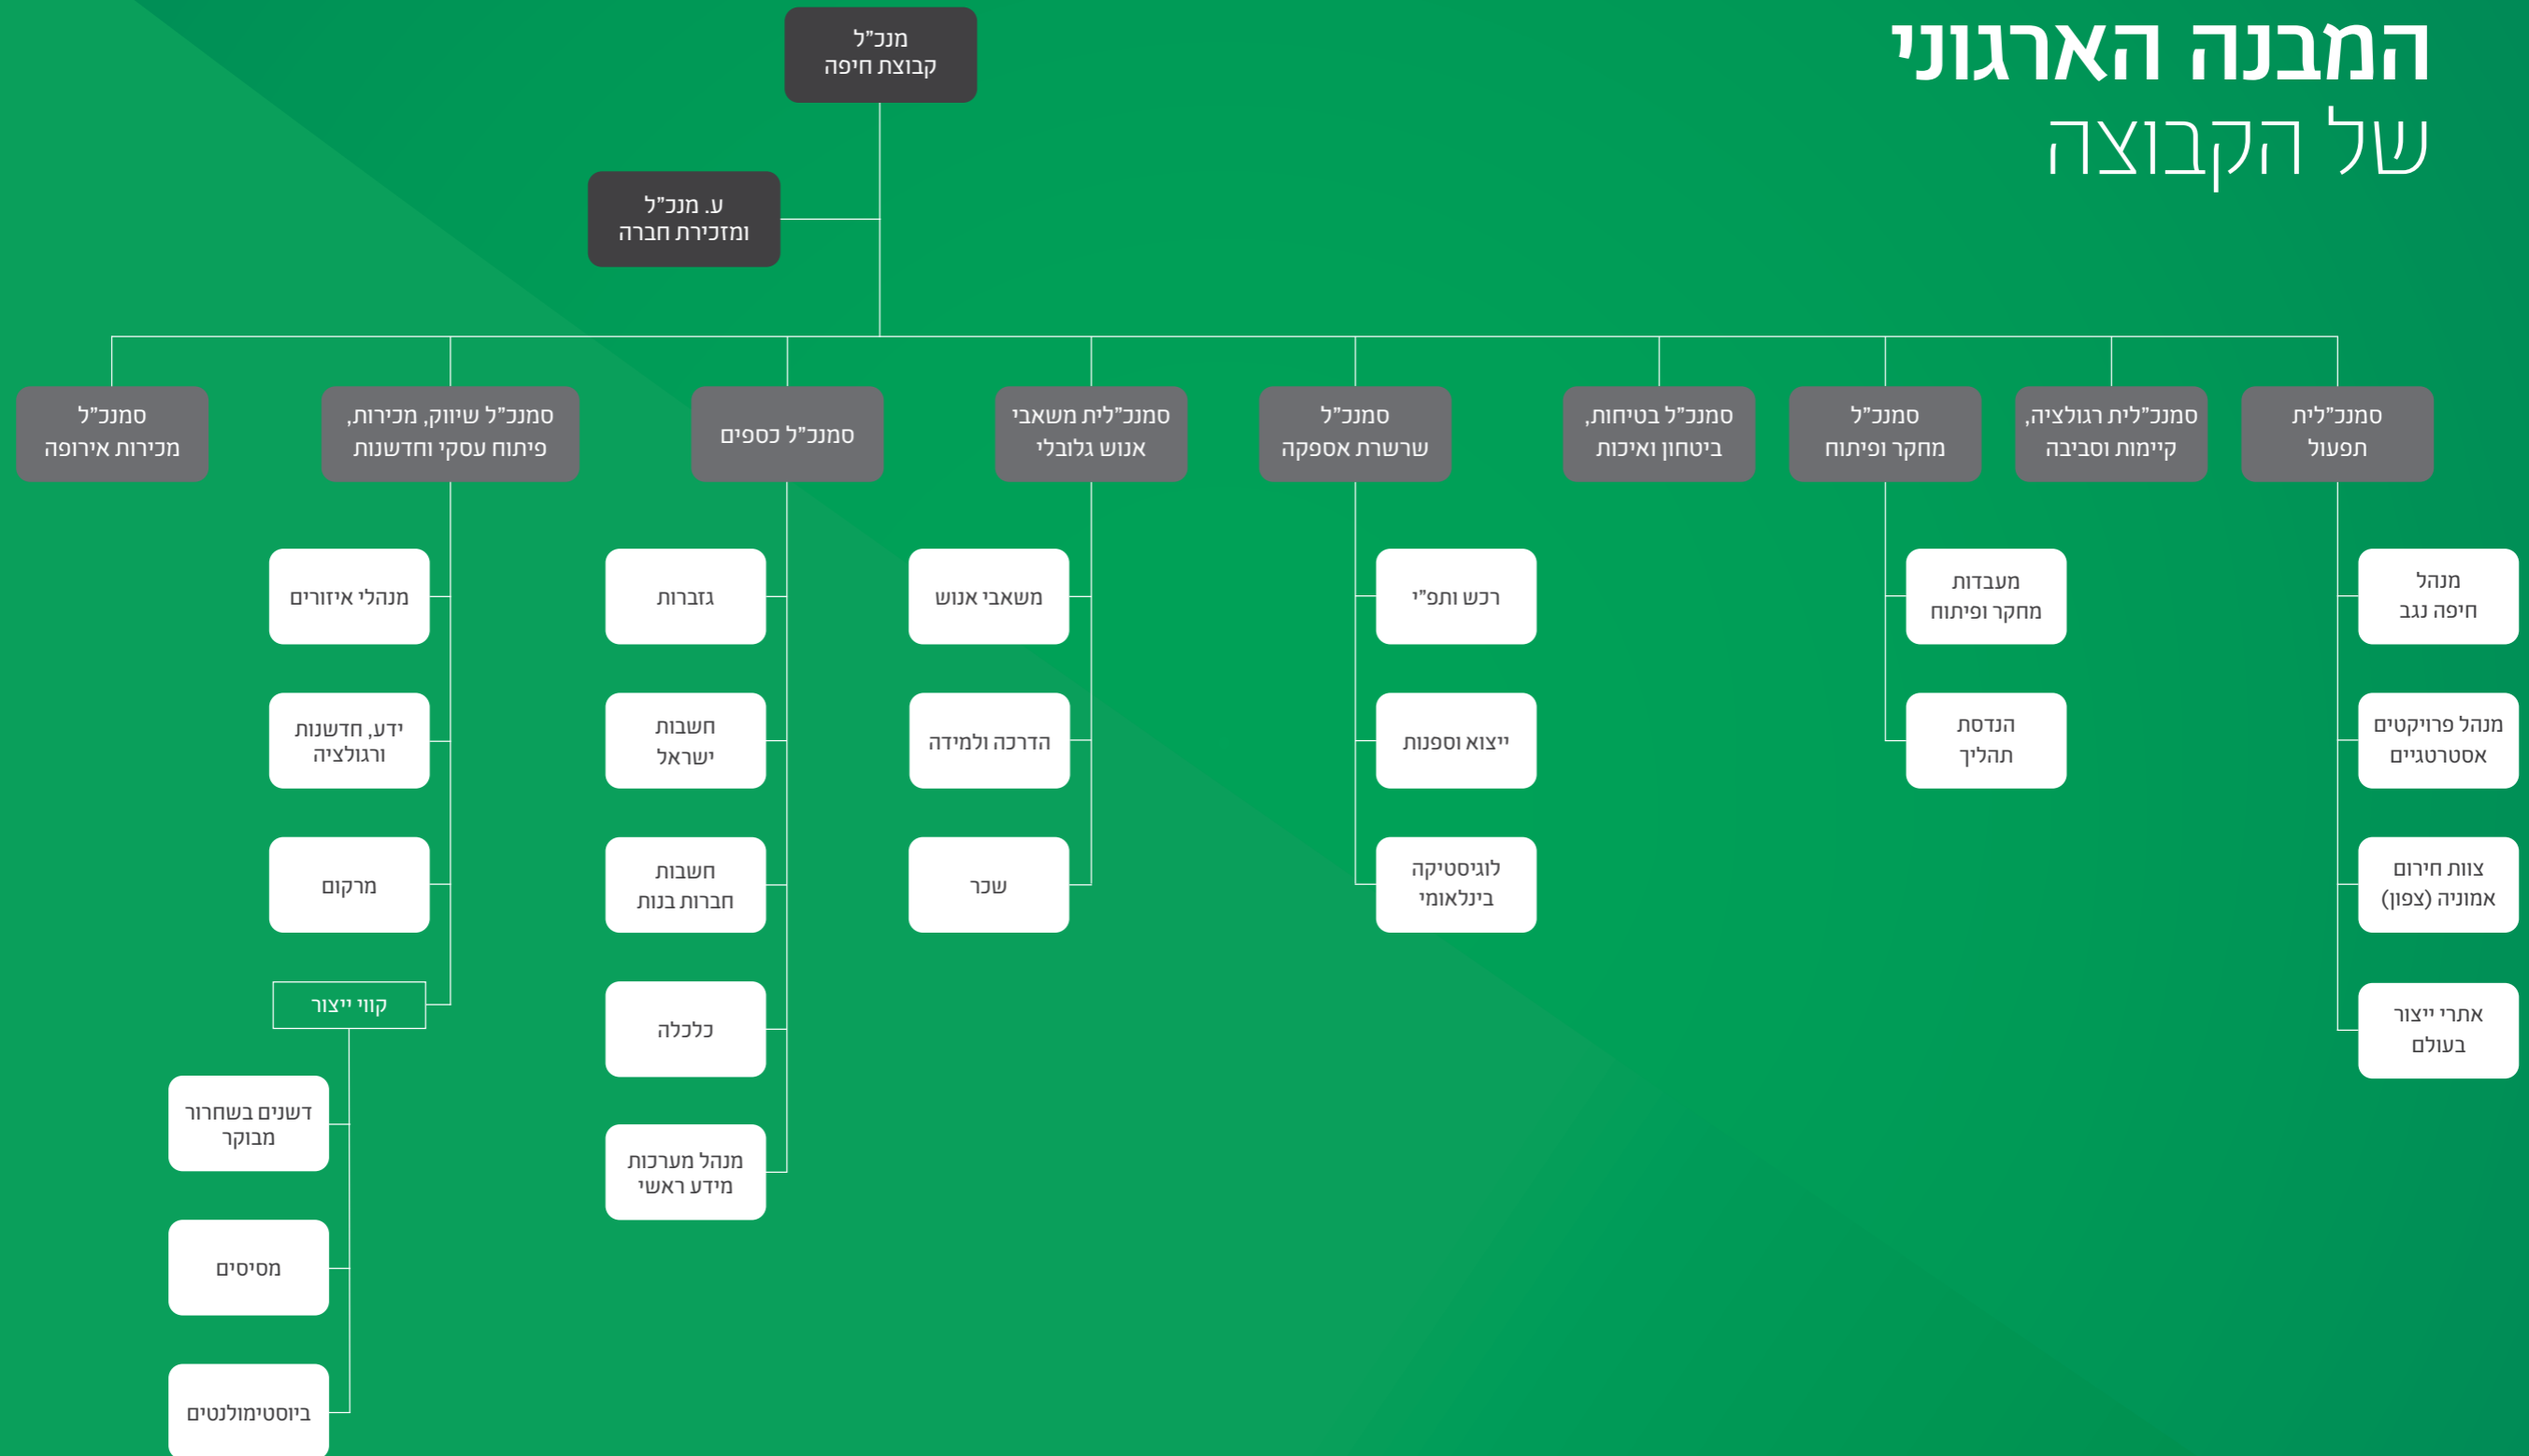 המבנה הארגוני
של הקבוצה
מנכ"ל
קבוצת חיפה
ע. מנכ"ל
ומזכירת חברה
סמנכ"לית
תפעול
סמנכ"לית רגולציה,
קיימות וסביבה
סמנכ"ל
מחקר ופיתוח
סמנכ"ל בטיחות,
ביטחון ואיכות
סמנכ"ל
שרשרת אספקה
סמנכ"לית משאבי
אנוש גלובלי
סמנכ"ל כספים
סמנכ"ל שיווק, מכירות,
פיתוח עסקי וחדשנות
סמנכ"ל
מכירות אירופה
מנהל
חיפה נגב
מנהל פרויקטים
אסטרטגיים
צוות חירום
אמוניה (צפון)
אתרי ייצור
בעולם
מעבדות
מחקר ופיתוח
הנדסת
תהליך
רכש ותפ"י
ייצוא וספנות
לוגיסטיקה
בינלאומי
משאבי אנוש
הדרכה ולמידה
שכר
גזברות
חשבות
ישראל
חשבות
חברות בנות
כלכלה
מנהל מערכות
מידע ראשי
מנהלי איזורים
ידע, חדשנות
ורגולציה
מרקום
קווי ייצור
דשנים בשחרור
מבוקר
מסיסים
ביוסטימולנטים